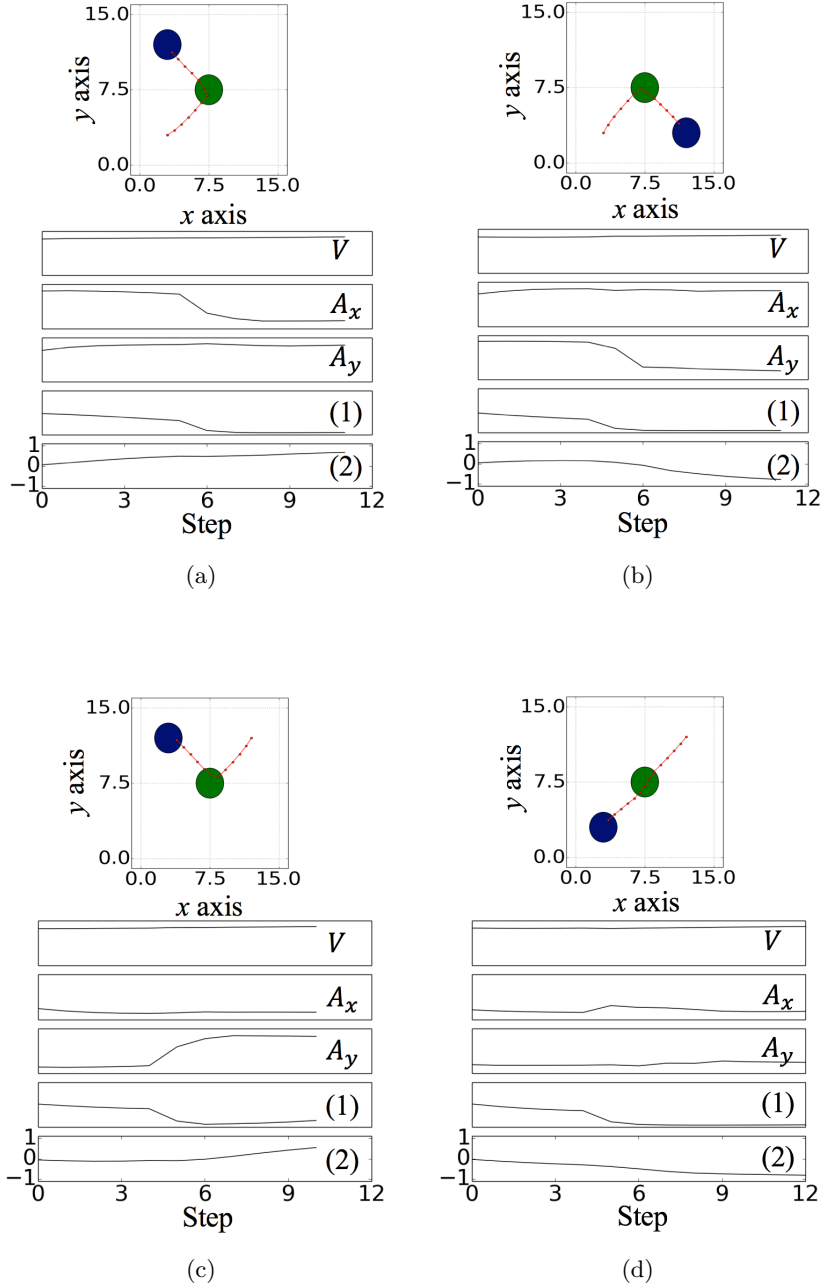 15.0
y axis
7.5
0.0
0.0 7.5 15.0
x axis
V
Aₓ
A_y
(1)
1
0
−1
(2)
0 3 6 9 12
Step
(a)
15.0
y axis
7.5
0.0
0.0 7.5 15.0
x axis
V
Aₓ
A_y
(1)
1
0
−1
(2)
0 3 6 9 12
Step
(b)
15.0
y axis
7.5
0.0
0.0 7.5 15.0
x axis
V
Aₓ
A_y
(1)
1
0
−1
(2)
0 3 6 9 12
Step
(c)
15.0
y axis
7.5
0.0
0.0 7.5 15.0
x axis
V
Aₓ
A_y
(1)
1
0
−1
(2)
0 3 6 9 12
Step
(d)